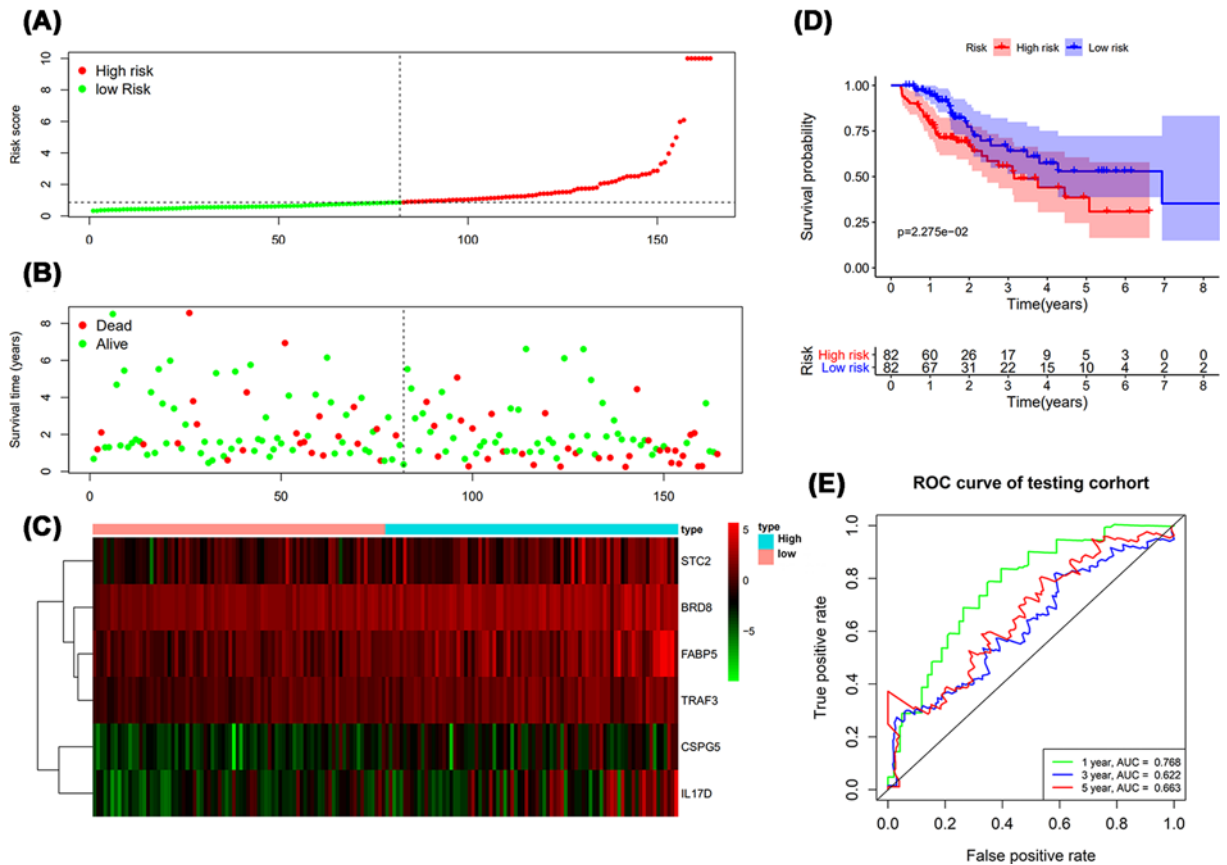 (A)
Risk score
10
8
6
4
2
0
High risk
low Risk
0 50 100 150
(B)
Survival time (years)
8
6
4
2
0
Dead
Alive
0 50 100 150
(C)
type
STC2
BRD8
FABP5
TRAF3
CSPG5
IL17D
5
0
−5
type
High
low
(D)
Risk High risk Low risk
Survival probability
1.00
0.75
0.50
0.25
0.00
p=2.275e−02
0 1 2 3 4 5 6 7 8
Time(years)
Risk
High risk 82 60 26 17 9 5 3 0 0
Low risk 82 67 31 22 15 10 4 2 2
0 1 2 3 4 5 6 7 8
Time(years)
(E)
ROC curve of testing corhort
True positive rate
1.0
0.8
0.6
0.4
0.2
0.0
1 year, AUC = 0.768
3 year, AUC = 0.622
5 year, AUC = 0.663
0.0 0.2 0.4 0.6 0.8 1.0
False positive rate